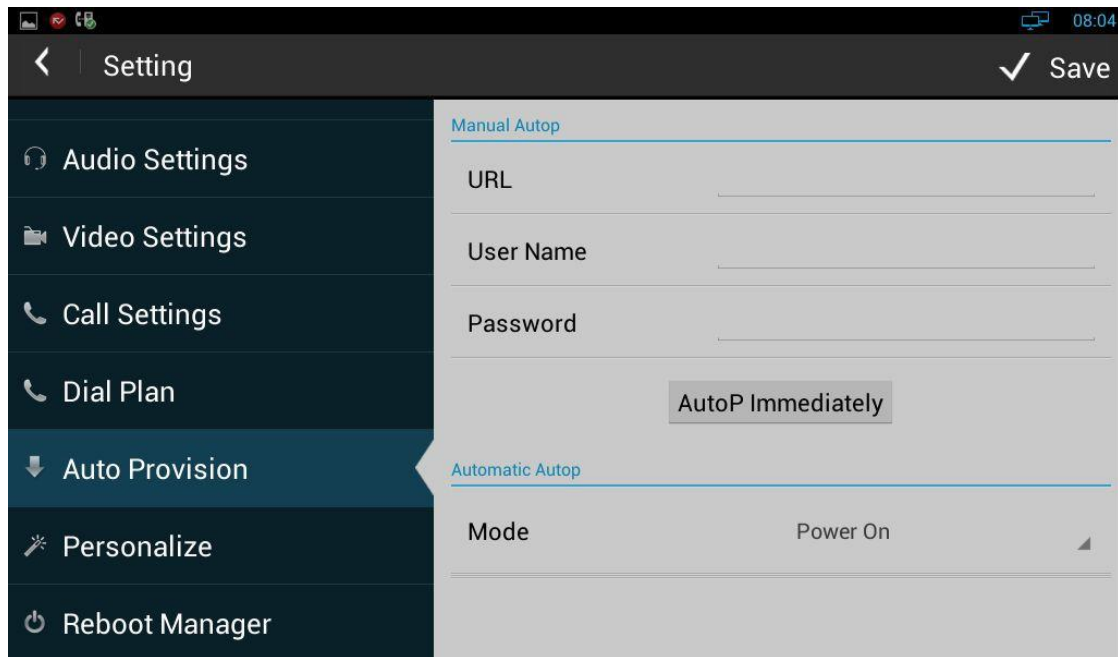 08:04
Setting
Save
Audio Settings
Video Settings
Call Settings
Dial Plan
Auto Provision
Personalize
Reboot Manager
Manual Autop
URL
User Name
Password
AutoP Immediately
Automatic Autop
Mode Power On